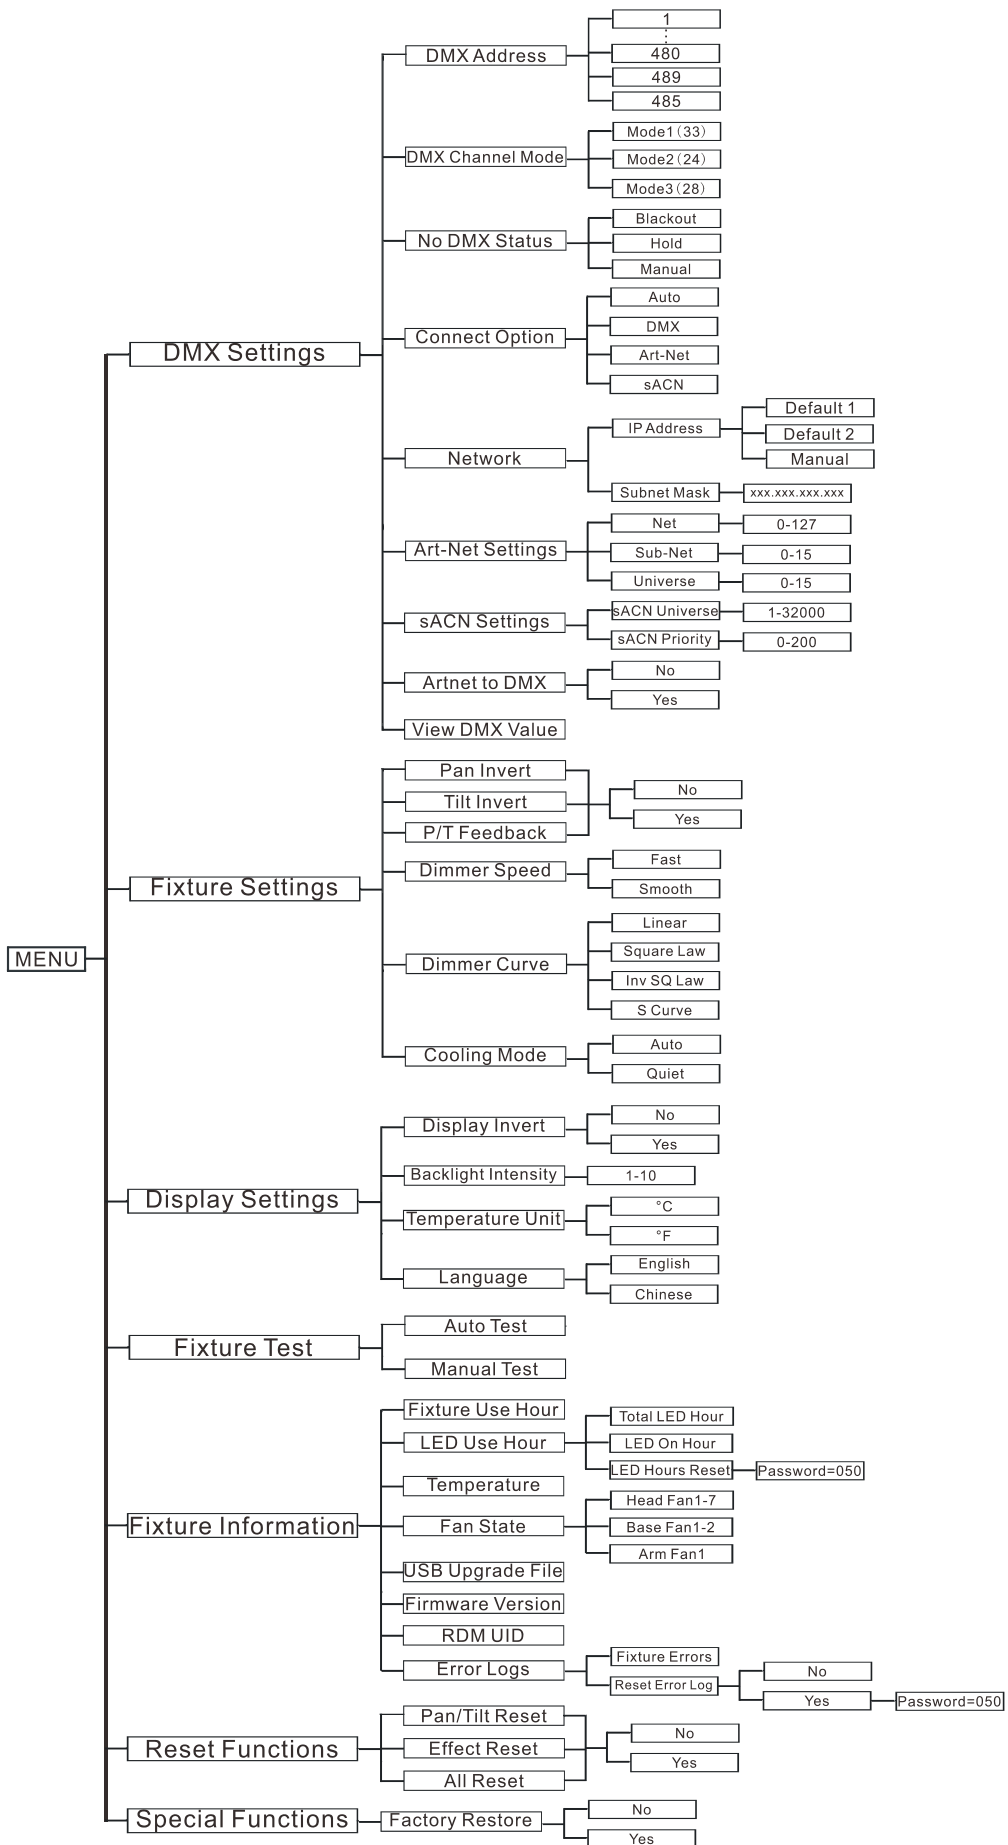 MENU
DMX Settings
DMX Address
1
480
489
485
DMX Channel Mode
Mode1(33)
Mode2(24)
Mode3(28)
No DMX Status
Blackout
Hold
Manual
Connect Option
Auto
DMX
Art-Net
sACN
Network
IP Address
Default 1
Default 2
Manual
Subnet Mask
xxx.xxx.xxx.xxx
Art-Net Settings
Net
0-127
Sub-Net
0-15
Universe
0-15
sACN Settings
sACN Universe
1-32000
sACN Priority
0-200
Artnet to DMX
No
Yes
View DMX Value
Fixture Settings
Pan Invert
Tilt Invert
P/T Feedback
No
Yes
Dimmer Speed
Fast
Smooth
Dimmer Curve
Linear
Square Law
Inv SQ Law
S Curve
Cooling Mode
Auto
Quiet
Display Settings
Display Invert
No
Yes
Backlight Intensity
1-10
Temperature Unit
°C
°F
Language
English
Chinese
Fixture Test
Auto Test
Manual Test
Fixture Information
Fixture Use Hour
LED Use Hour
Total LED Hour
LED On Hour
LED Hours Reset
Password=050
Temperature
Fan State
Head Fan1-7
Base Fan1-2
Arm Fan1
USB Upgrade File
Firmware Version
RDM UID
Error Logs
Fixture Errors
Reset Error Log
No
Yes
Password=050
Reset Functions
Pan/Tilt Reset
Effect Reset
All Reset
No
Yes
Special Functions
Factory Restore
No
Yes